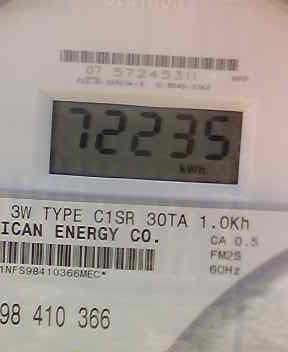 07 57245311
72235
kWh
3W TYPE C1SR 30TA 1.0Kh
ICAN ENERGY CO.
CA 0.5
FM2S
60Hz
1NFS98410366MEC*
98 410 366